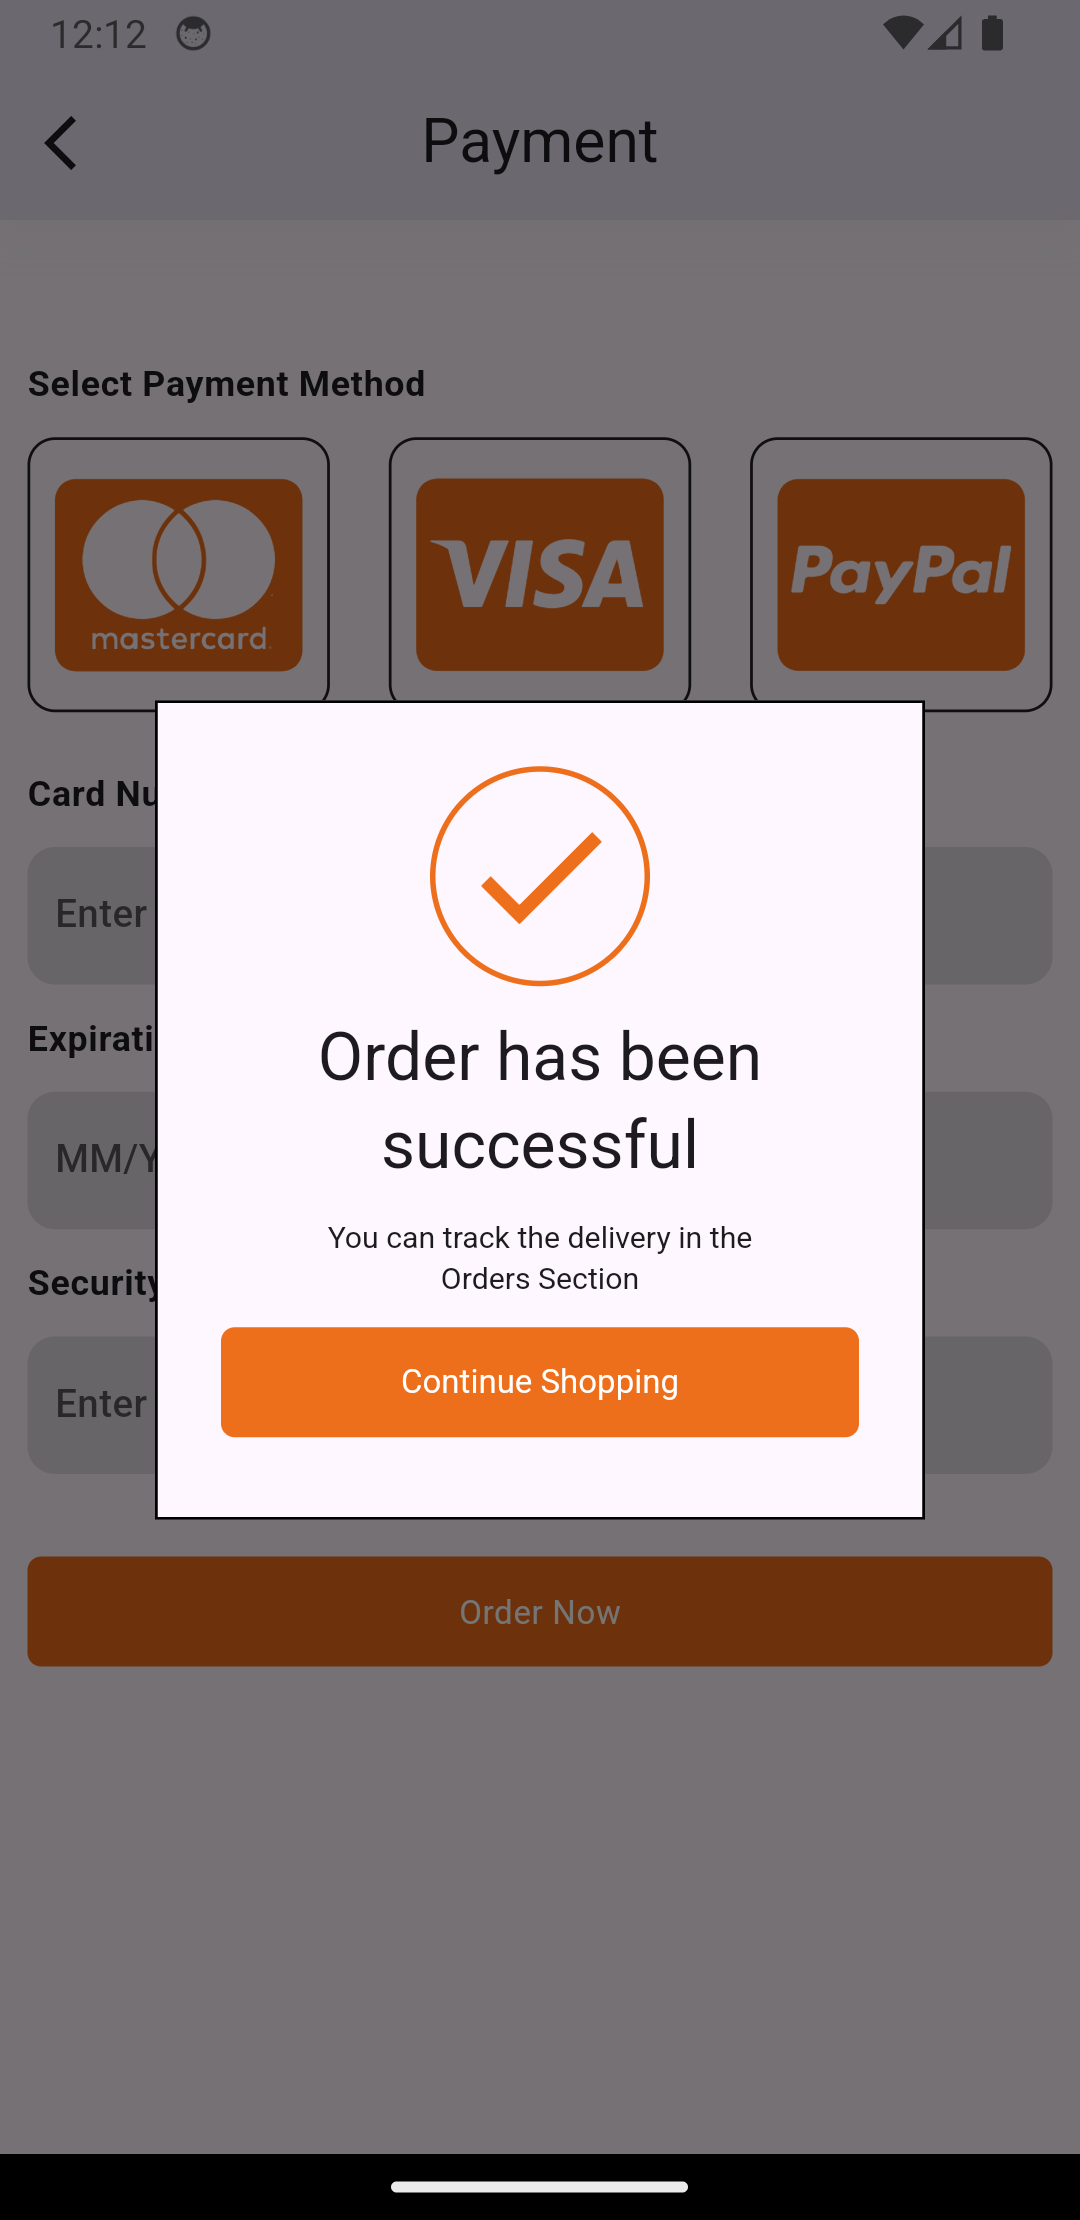 12:12
Payment
Select Payment Method
mastercard
VISA
PayPal
Card Nu
Enter
Expirati
MM/Y
Security
Enter
Order has been
successful
You can track the delivery in the
Orders Section
Continue Shopping
Order Now